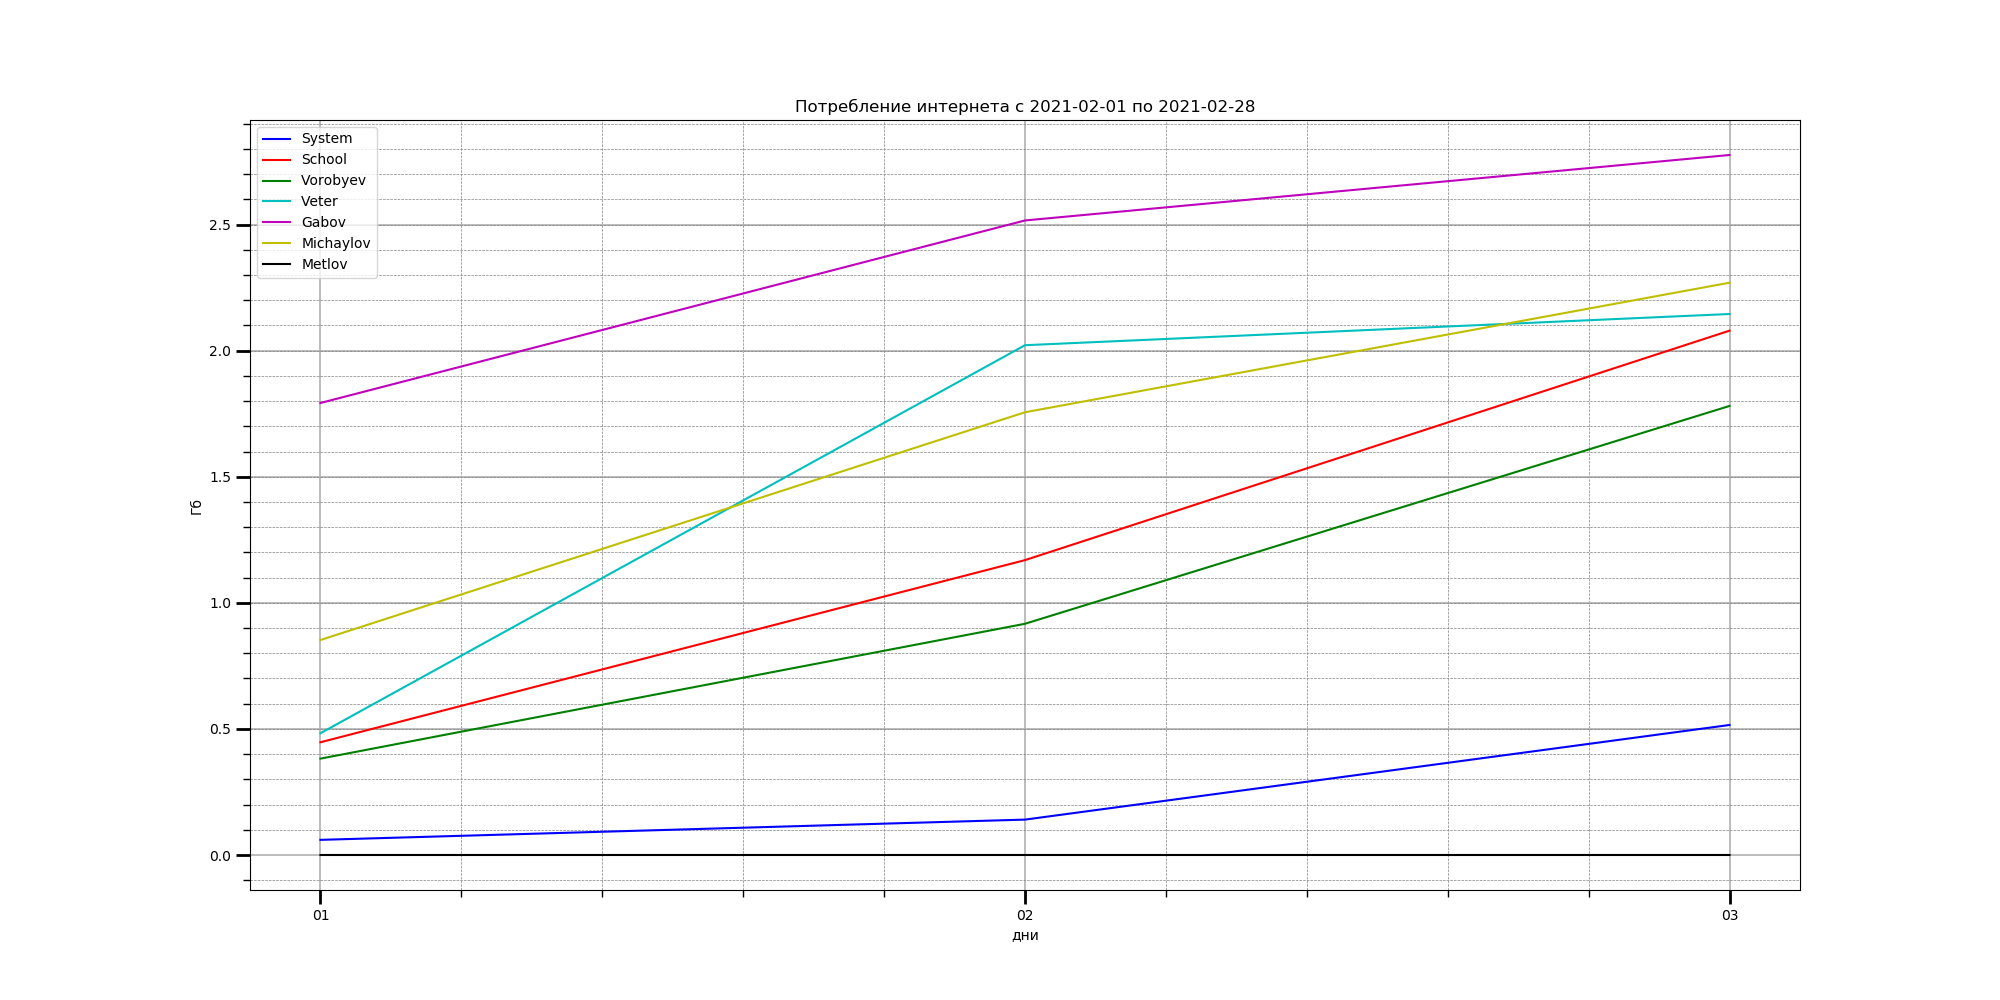 Потребление интернета с 2021-02-01 по 2021-02-28
System
School
Vorobyev
Veter
Gabov
Michaylov
Metlov
2.5
2.0
1.5
1.0
0.5
0.0
Гб
01 02 03
дни